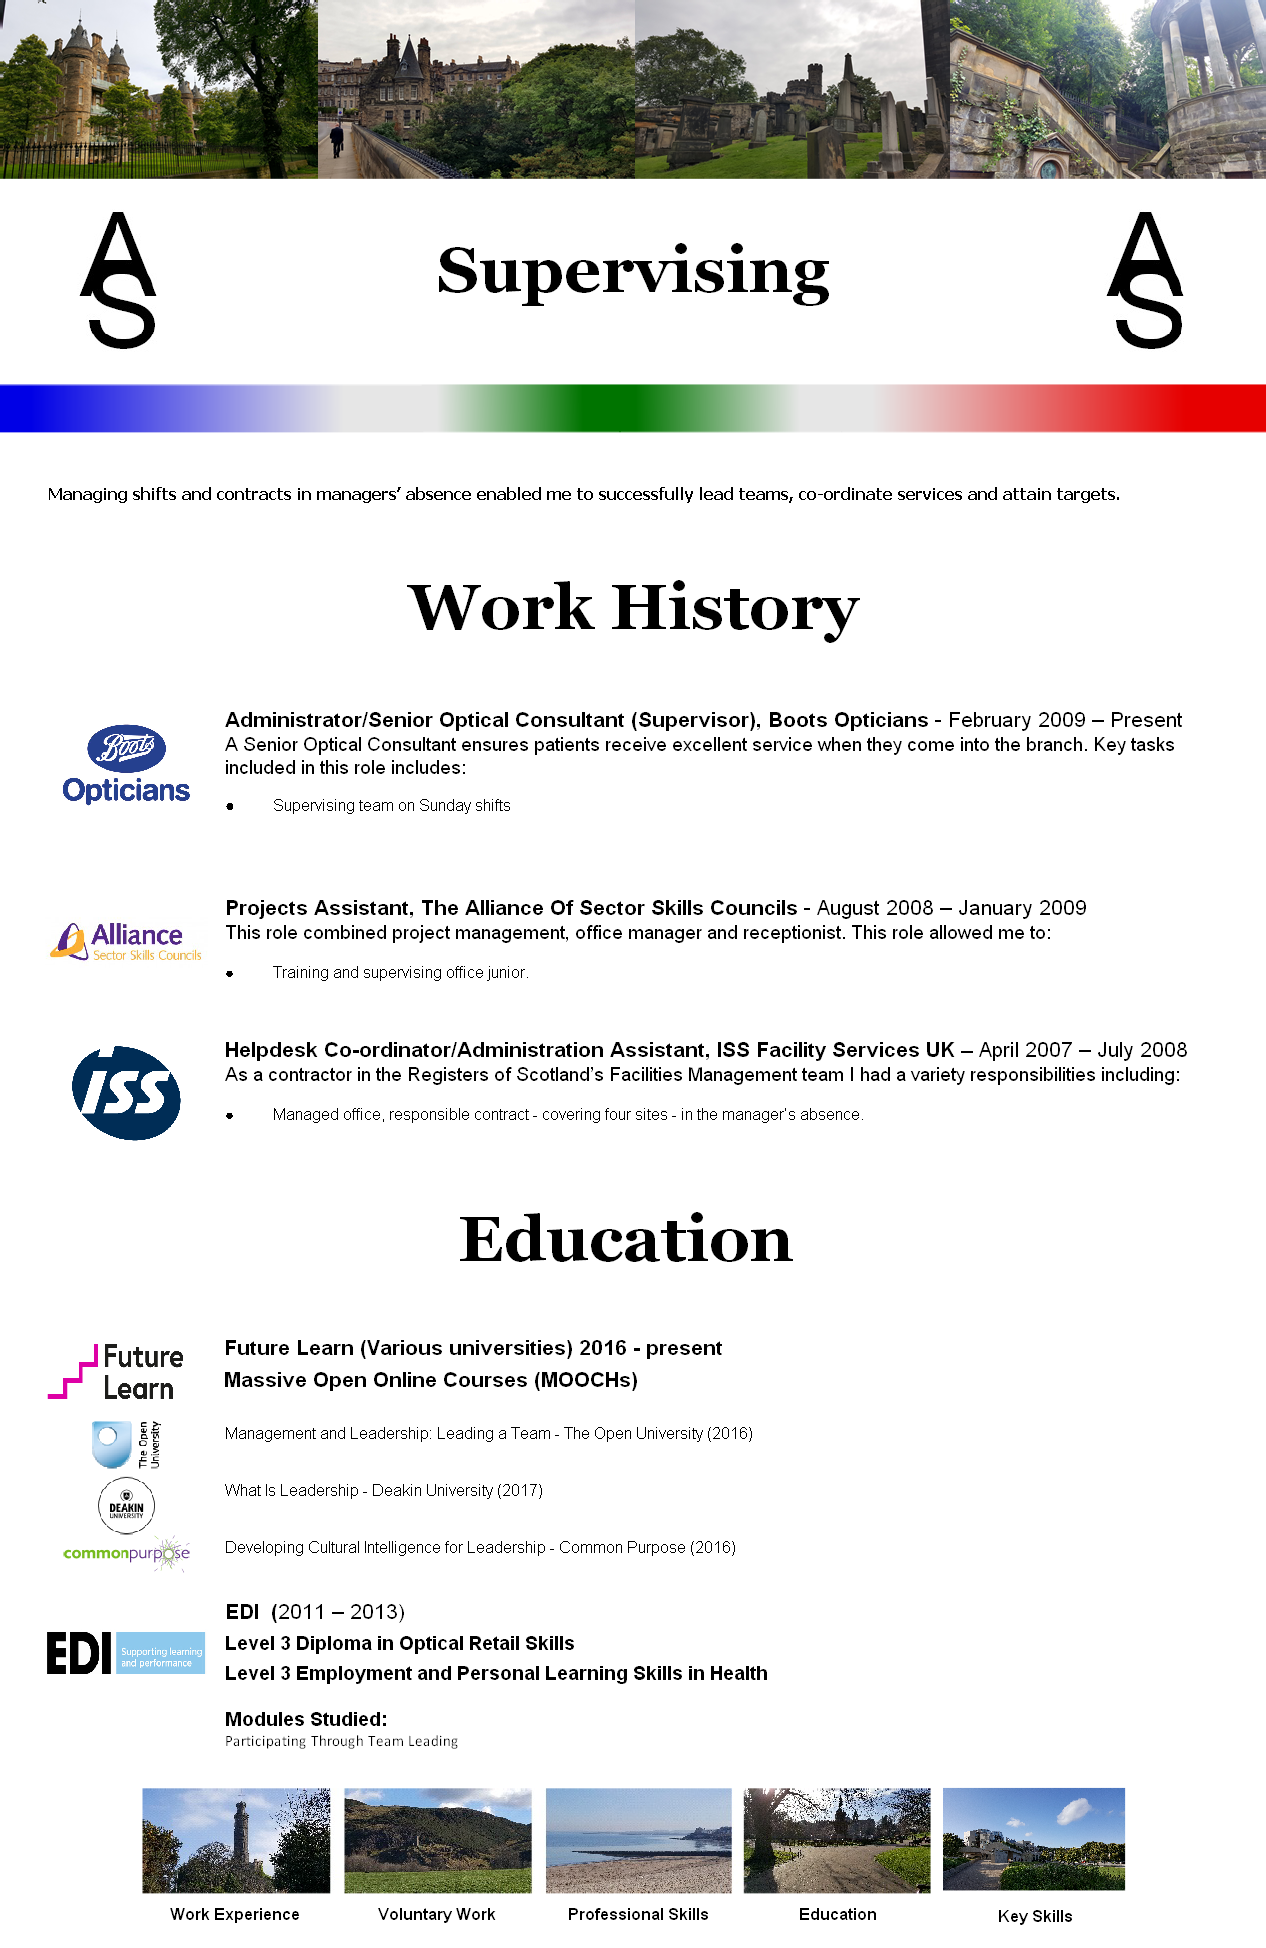 A
S
Supervising
A
S
Managing shifts and contracts in managers' absence enabled me to successfully lead teams, co-ordinate services and attain targets.
Work History
Boots
Opticians
Administrator/Senior Optical Consultant (Supervisor), Boots Opticians - February 2009 – Present
A Senior Optical Consultant ensures patients receive excellent service when they come into the branch. Key tasks
included in this role includes:
• Supervising team on Sunday shifts
Alliance
Sector Skills Councils
Projects Assistant, The Alliance Of Sector Skills Councils - August 2008 – January 2009
This role combined project management, office manager and receptionist. This role allowed me to:
• Training and supervising office junior.
ISS
Helpdesk Co-ordinator/Administration Assistant, ISS Facility Services UK – April 2007 – July 2008
As a contractor in the Registers of Scotland's Facilities Management team I had a variety responsibilities including:
• Managed office, responsible contract - covering four sites - in the manager's absence.
Education
Future
Learn
Future Learn (Various universities) 2016 - present
Massive Open Online Courses (MOOCHs)
The Open
University
Management and Leadership: Leading a Team - The Open University (2016)
DEAKIN
UNIVERSITY
What Is Leadership - Deakin University (2017)
commonpurpose
Developing Cultural Intelligence for Leadership - Common Purpose (2016)
EDI (2011 – 2013)
EDI
Supporting learning
and performance
Level 3 Diploma in Optical Retail Skills
Level 3 Employment and Personal Learning Skills in Health
Modules Studied:
Participating Through Team Leading
Work Experience
Voluntary Work
Professional Skills
Education
Key Skills